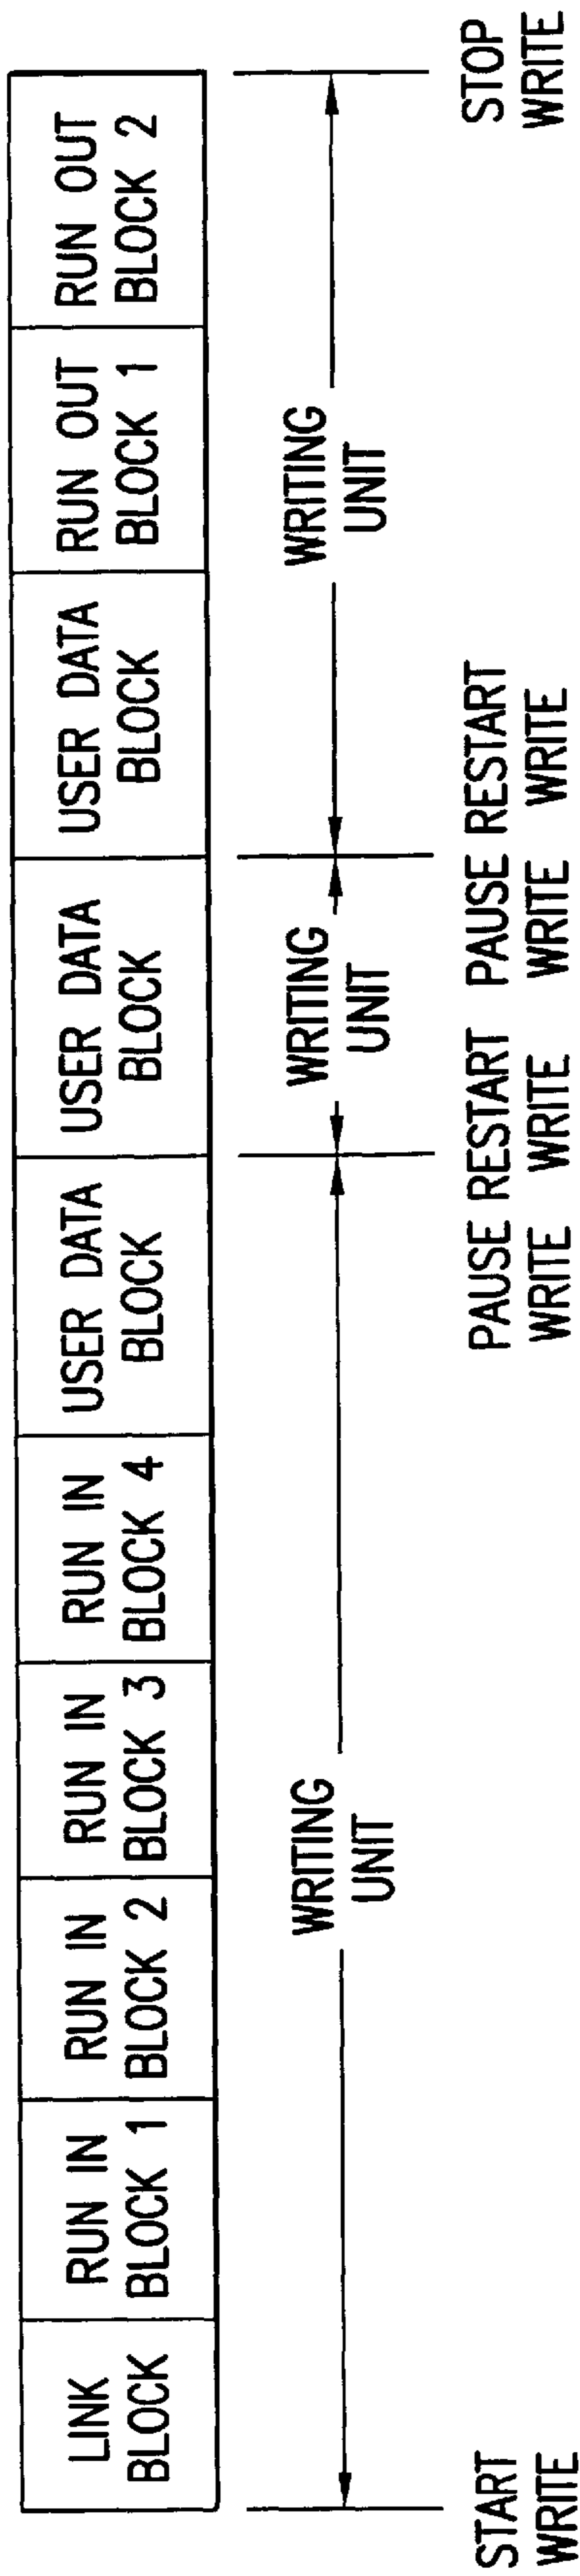 LINK
BLOCK
RUN IN
BLOCK 1
RUN IN
BLOCK 2
RUN IN
BLOCK 3
RUN IN
BLOCK 4
USER DATA
BLOCK
USER DATA
BLOCK
USER DATA
BLOCK
RUN OUT
BLOCK 1
RUN OUT
BLOCK 2
WRITING
UNIT
WRITING
UNIT
WRITING
UNIT
START
WRITE
PAUSE
WRITE
RESTART
WRITE
PAUSE
WRITE
RESTART
WRITE
STOP
WRITE